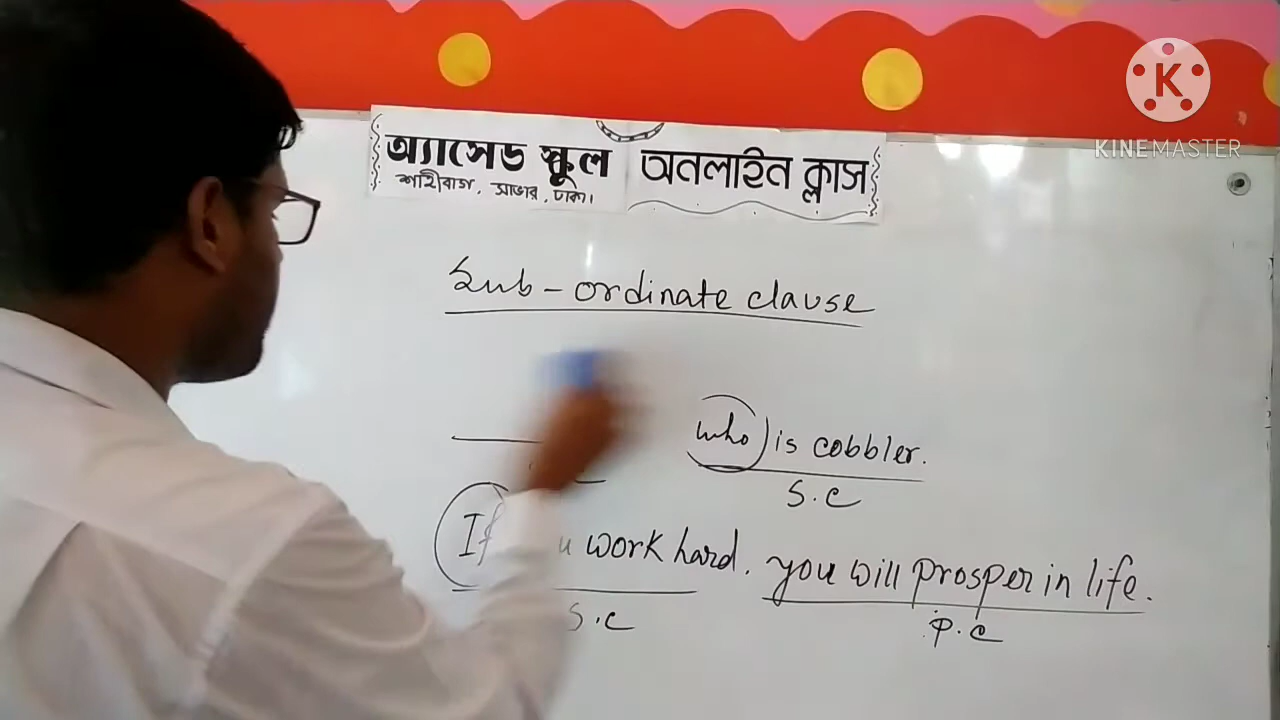 K
KINEMASTER
অ্যাসেড স্কুল অনলাইন ক্লাস
শাহীবাগ, সাভার, ঢাকা।
Sub-ordinate clause
who is cobbler.
S.C
If work hard, you will prosper in life.
S.C P.C